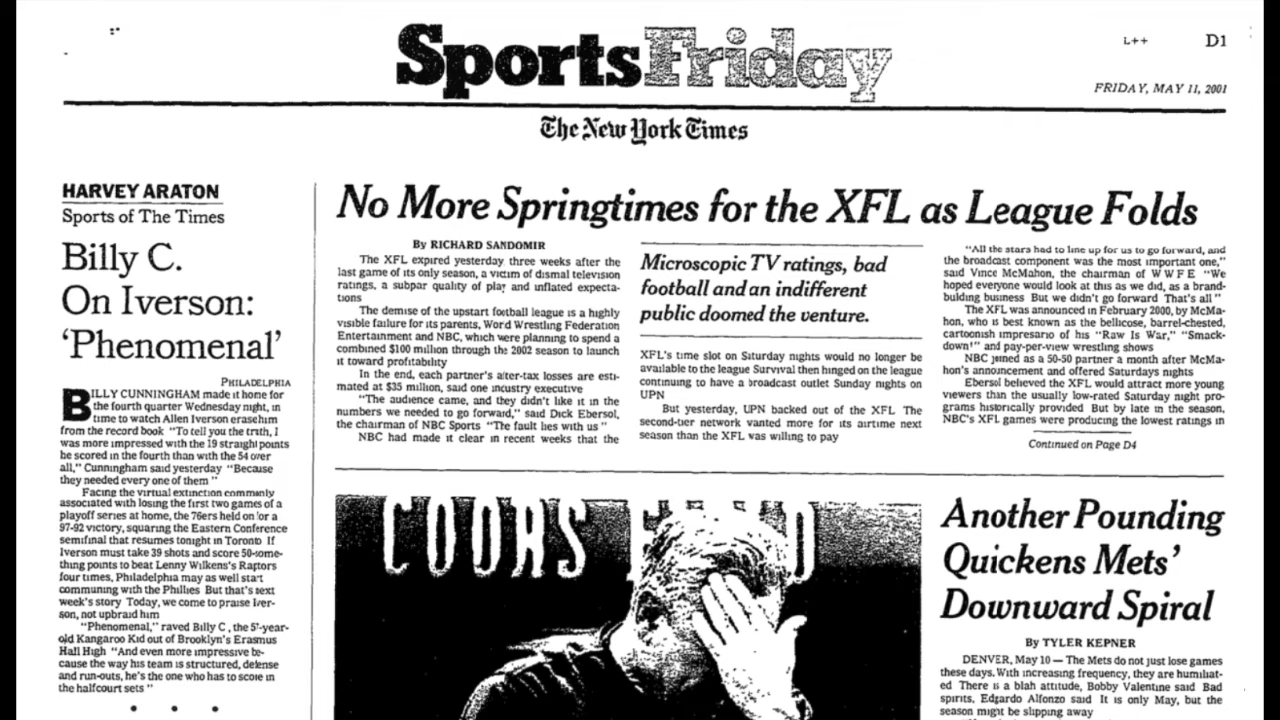 SportsFriday
L++
D1
FRIDAY, MAY 11, 2001
The New York Times
HARVEY ARATON
Sports of The Times
Billy C.
On Iverson:
‘Phenomenal’
PHILADELPHIA
BILLY CUNNINGHAM made it home for
the fourth quarter Wednesday night, in
time to watch Allen Iverson erase him
from the record book "To tell you the truth, I
was more impressed with the 19 straight points
he scored in the fourth than with the 54 over
all," Cunningham said yesterday "Because
they needed every one of them "
Facing the virtual extinction commonly
associated with losing the first two games of a
playoff series at home, the 76ers held on for a
97-92 victory, squaring the Eastern Conference
semifinal that resumes tonight in Toronto If
Iverson must take 39 shots and score 50-some-
thing points to beat Lenny Wilkens's Raptors
four times, Philadelphia may as well start
communing with the Phillies But that's next
week's story Today, we come to praise Iver-
son, not upbraid him
"Phenomenal," raved Billy C , the 57-year-
old Kangaroo Kid out of Brooklyn's Erasmus
Hall High "And even more impressive be-
cause the way his team is structured, defense
and run-outs, he's the one who has to score in
the halfcourt sets "
• • •
No More Springtimes for the XFL as League Folds
By RICHARD SANDOMIR
The XFL expired yesterday three weeks after the
last game of its only season, a victim of dismal television
ratings, a subpar quality of play and inflated expecta-
tions
The demise of the upstart football league is a highly
visible failure for its parents, Word Wrestling Federation
Entertainment and NBC, which were planning to spend a
combined $100 million through the 2002 season to launch
it toward profitability
In the end, each partner's after-tax losses are esti-
mated at $35 million, said one industry executive
"The audience came, and they didn't like it in the
numbers we needed to go forward," said Dick Ebersol,
the chairman of NBC Sports "The fault lies with us "
NBC had made it clear in recent weeks that the
Microscopic TV ratings, bad
football and an indifferent
public doomed the venture.
XFL's time slot on Saturday nights would no longer be
available to the league Survival then hinged on the league
continuing to have a broadcast outlet Sunday nights on
UPN
But yesterday, UPN backed out of the XFL The
second-tier network wanted more for its airtime next
season than the XFL was willing to pay
"All the stars had to line up for us to go forward, and
the broadcast component was the most important one,"
said Vince McMahon, the chairman of W W F E "We
hoped everyone would look at this as we did, as a brand-
building business But we didn't go forward That's all "
The XFL was announced in February 2000, by McMa-
hon, who is best known as the bellicose, barrel-chested,
cartoonish impresario of his "Raw Is War," "Smack-
down!" and pay-per-view wrestling shows
NBC joined as a 50-50 partner a month after McMa-
hon's announcement and offered Saturdays nights
Ebersol believed the XFL would attract more young
viewers than the usually low-rated Saturday night pro-
grams historically provided But by late in the season,
NBC's XFL games were producing the lowest ratings in
Continued on Page D4
COORS
Another Pounding
Quickens Mets'
Downward Spiral
By TYLER KEPNER
DENVER, May 10 — The Mets do not just lose games
these days. With increasing frequency, they are humiliat-
ed There is a blah attitude, Bobby Valentine said Bad
spirits, Edgardo Alfonzo said It is only May, but the
season might be slipping away